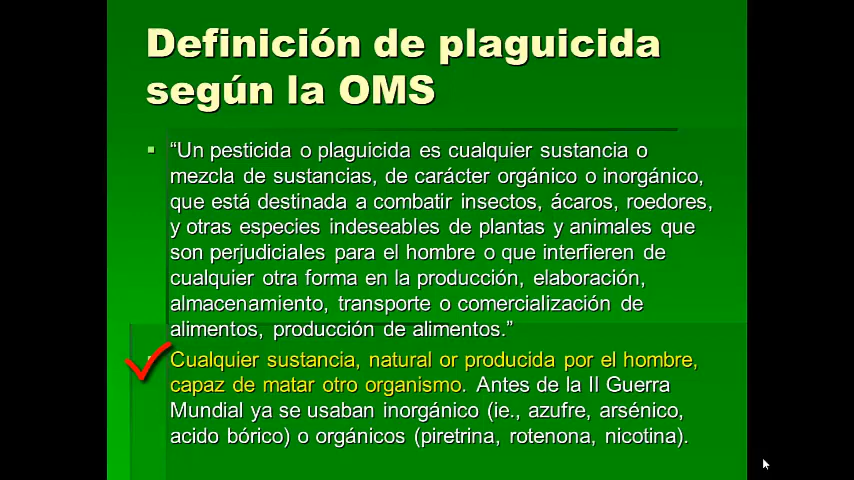 Definición de plaguicida
según la OMS
“Un pesticida o plaguicida es cualquier sustancia o
mezcla de sustancias, de carácter orgánico o inorgánico,
que está destinada a combatir insectos, ácaros, roedores,
y otras especies indeseables de plantas y animales que
son perjudiciales para el hombre o que interfieren de
cualquier otra forma en la producción, elaboración,
almacenamiento, transporte o comercialización de
alimentos, producción de alimentos.”
Cualquier sustancia, natural or producida por el hombre,
capaz de matar otro organismo. Antes de la II Guerra
Mundial ya se usaban inorgánico (ie., azufre, arsénico,
acido bórico) o orgánicos (piretrina, rotenona, nicotina).